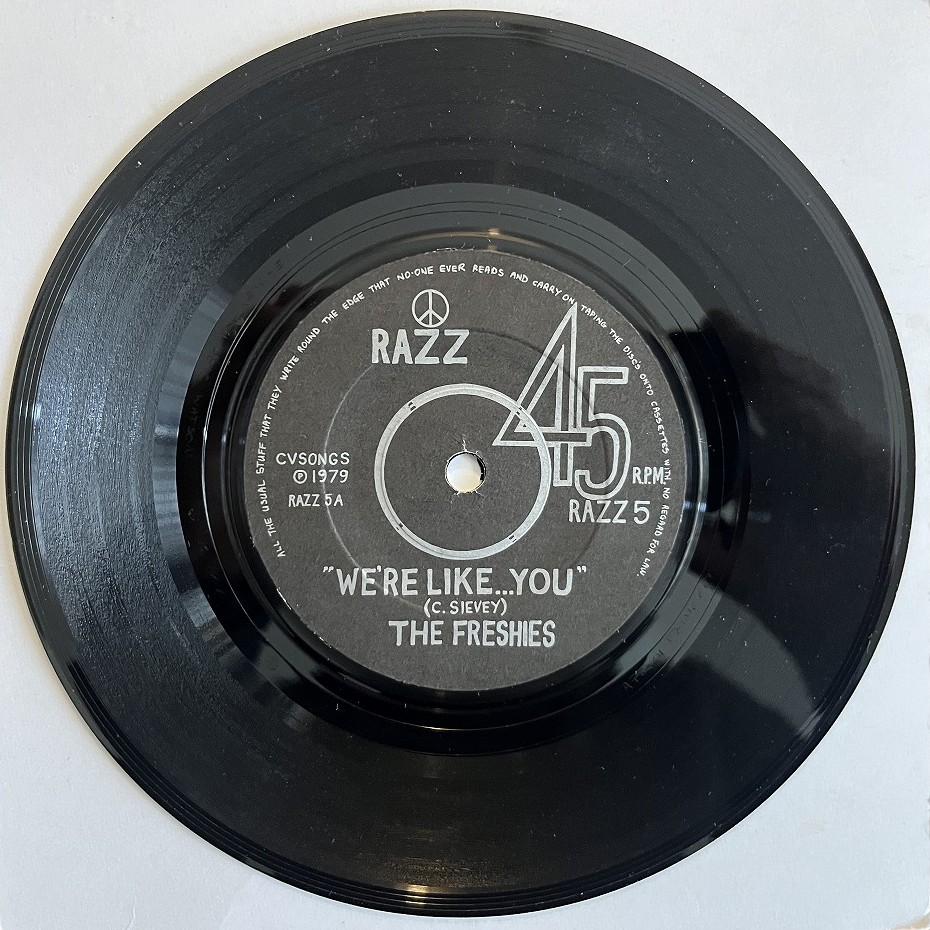 ALL THE USUAL STUFF THAT THEY WRITE ROUND THE EDGE THAT NO-ONE EVER READS AND CARRY ON TAPING THE DISC'S ONTO CASSETTES WITH NO REGARD FOR LAW.
RAZZ
45
R.P.M.
RAZZ 5
CVSONGS
℗ 1979
RAZZ 5A
"WE'RE LIKE...YOU"
(C. SIEVEY)
THE FRESHIES